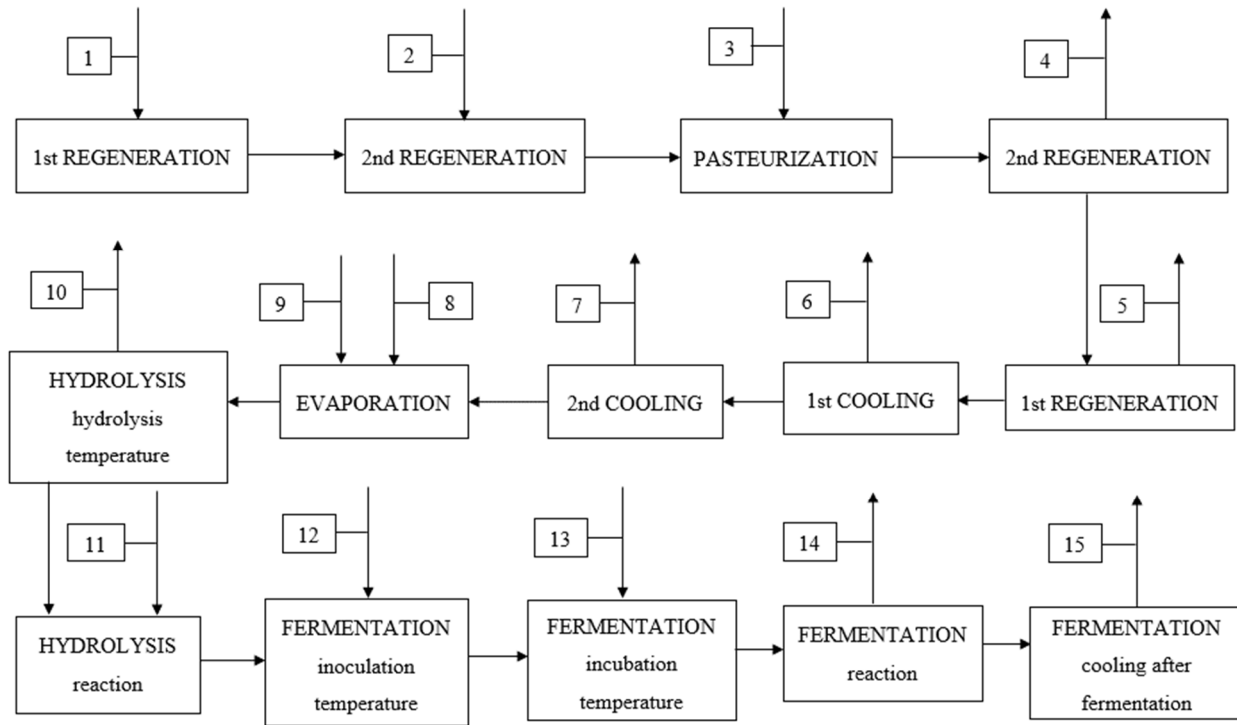 1
2
3
4
1st REGENERATION
2nd REGENERATION
PASTEURIZATION
2nd REGENERATION
10
9
8
7
6
5
HYDROLYSIS
hydrolysis
temperature
EVAPORATION
2nd COOLING
1st COOLING
1st REGENERATION
11
12
13
14
15
HYDROLYSIS
reaction
FERMENTATION
inoculation
temperature
FERMENTATION
incubation
temperature
FERMENTATION
reaction
FERMENTATION
cooling after
fermentation